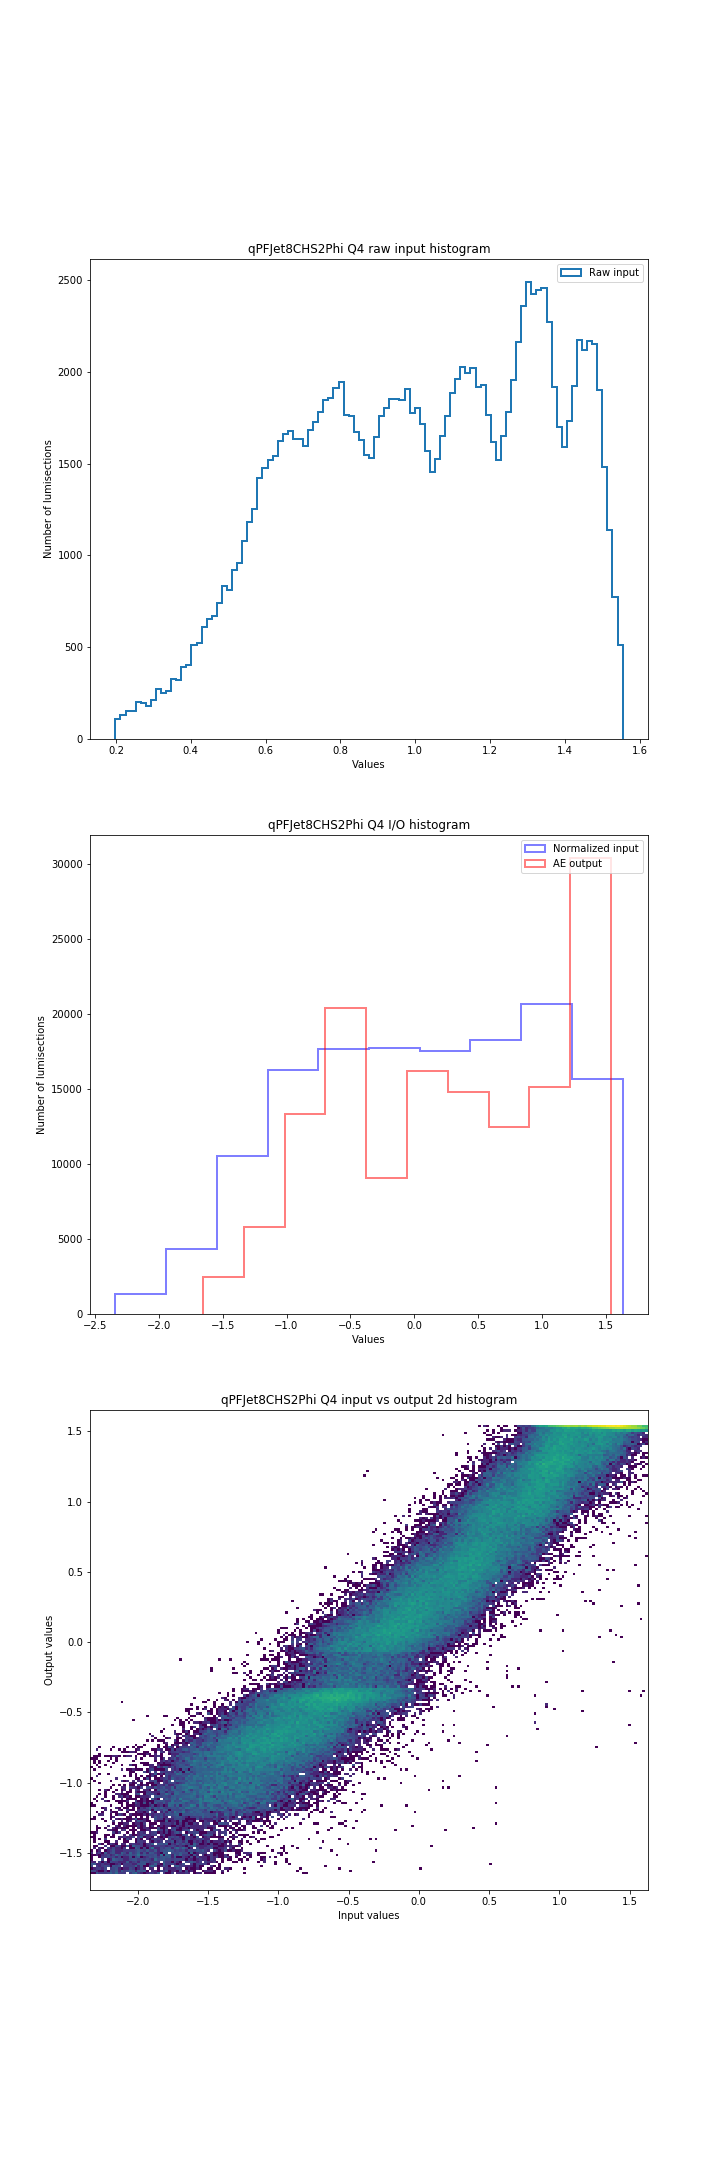 qPFJet8CHS2Phi Q4 raw input histogram
Raw input
2500
2000
1500
1000
500
0
Number of lumisections
0.2 0.4 0.6 0.8 1.0 1.2 1.4 1.6
Values
qPFJet8CHS2Phi Q4 I/O histogram
Normalized input
AE output
30000
25000
20000
15000
10000
5000
0
Number of lumisections
−2.5 −2.0 −1.5 −1.0 −0.5 0.0 0.5 1.0 1.5
Values
qPFJet8CHS2Phi Q4 input vs output 2d histogram
1.5
1.0
0.5
0.0
−0.5
−1.0
−1.5
Output values
−2.0 −1.5 −1.0 −0.5 0.0 0.5 1.0 1.5
Input values